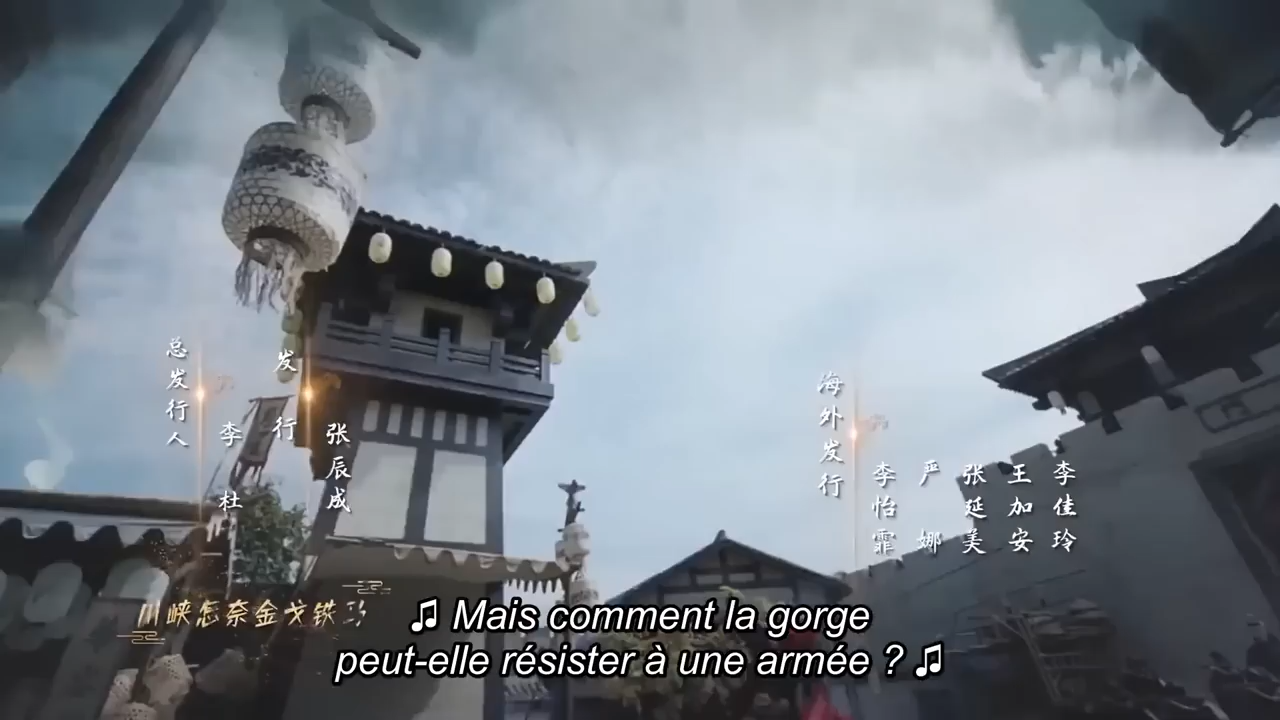 总发行人
李杜
发行
张辰成
海外发行
李怡霏
严娜
张延美
王加安
李佳玲
川峡怎奈金戈铁
♫ Mais comment la gorge
peut-elle résister à une armée ? ♫